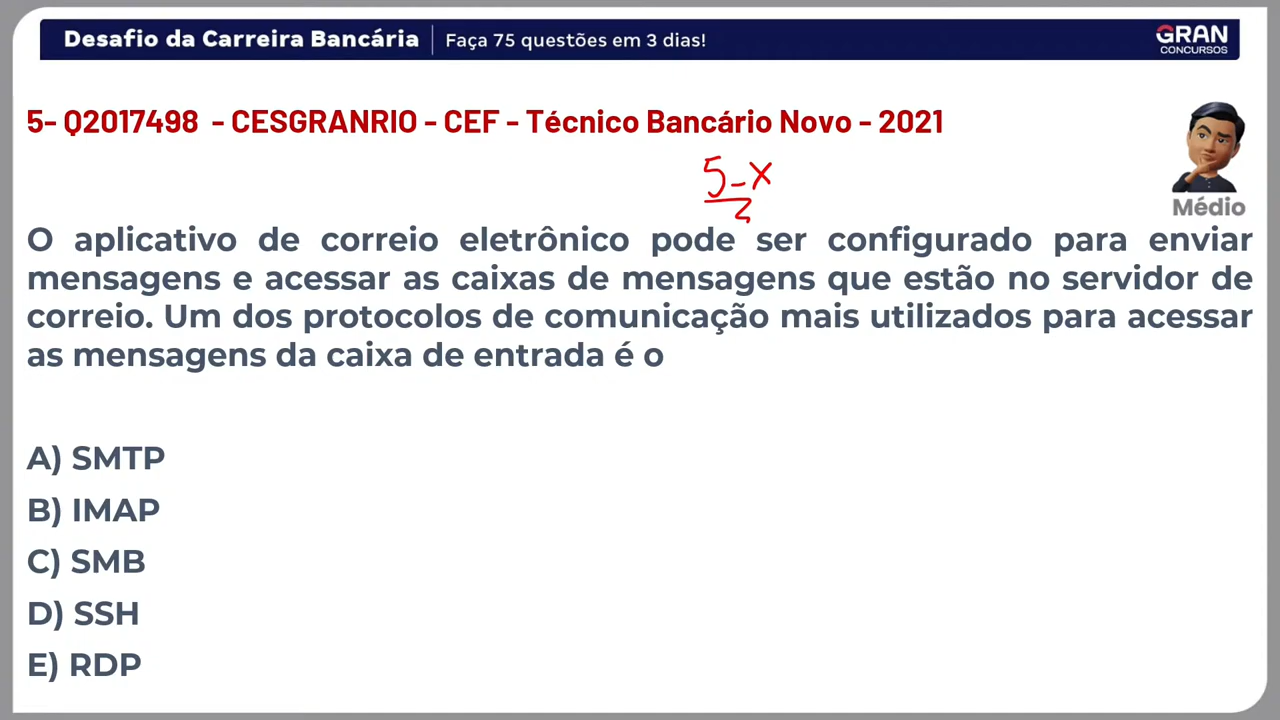 Desafio da Carreira Bancária | Faça 75 questões em 3 dias!
GRAN
CONCURSOS
5- Q2017498 - CESGRANRIO - CEF - Técnico Bancário Novo - 2021
5-X
Médio
O aplicativo de correio eletrônico pode ser configurado para enviar
mensagens e acessar as caixas de mensagens que estão no servidor de
correio. Um dos protocolos de comunicação mais utilizados para acessar
as mensagens da caixa de entrada é o
A) SMTP
B) IMAP
C) SMB
D) SSH
E) RDP